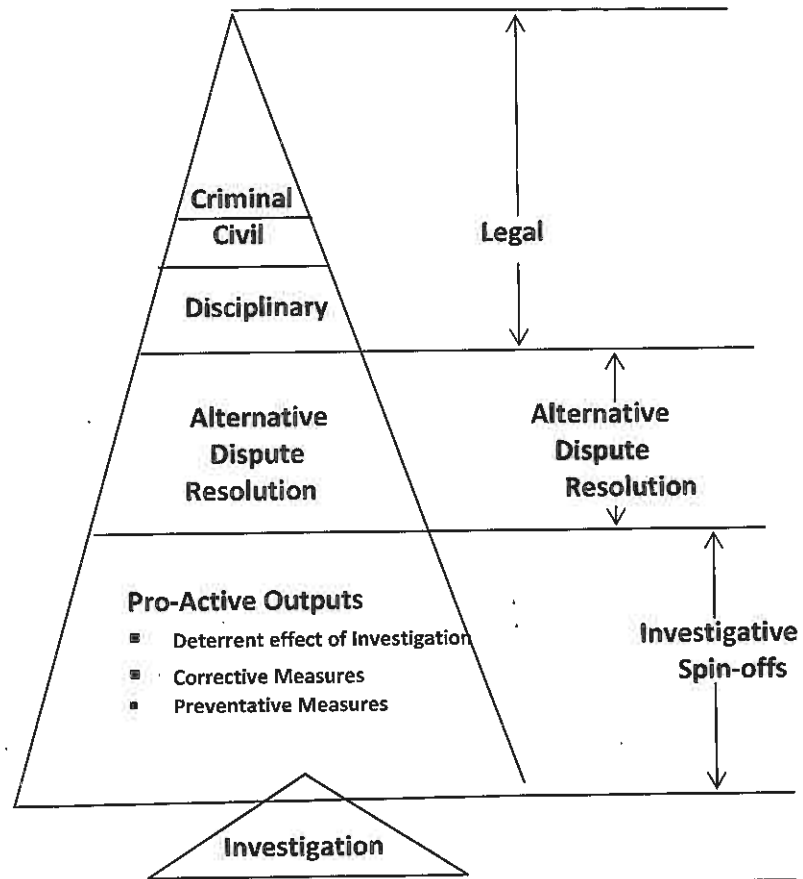 Criminal
Civil
Legal
Disciplinary
Alternative
Dispute
Resolution
Alternative
Dispute
Resolution
Pro-Active Outputs
Deterrent effect of Investigation
Corrective Measures
Preventative Measures
Investigative
Spin-offs
Investigation